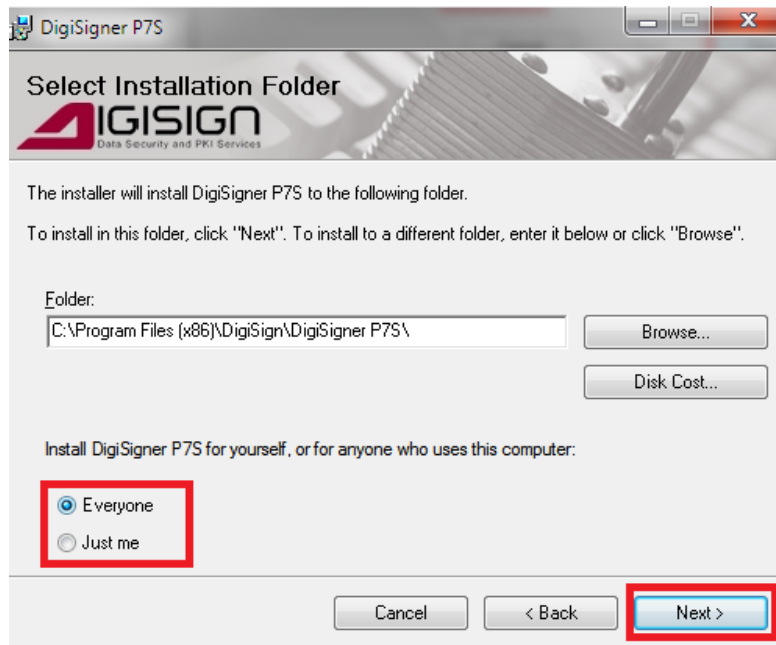 DigiSigner P7S
Select Installation Folder
DIGISIGN
Data Security and PKI Services
The installer will install DigiSigner P7S to the following folder.
To install in this folder, click "Next". To install to a different folder, enter it below or click "Browse".
Folder:
C:\Program Files (x86)\DigiSign\DigiSigner P7S\
Browse...
Disk Cost...
Install DigiSigner P7S for yourself, or for anyone who uses this computer:
Everyone
Just me
Cancel
< Back
Next >